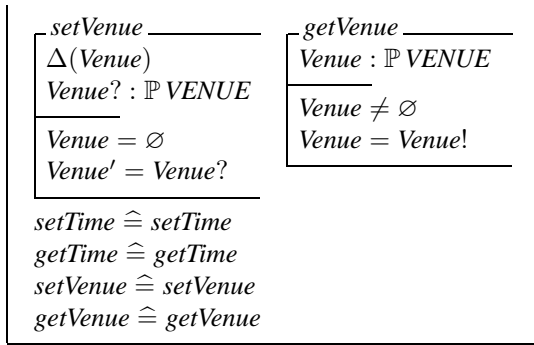 setVenue
Δ(Venue)
Venue? : ℙ VENUE
Venue = ∅
Venue′ = Venue?
getVenue
Venue : ℙ VENUE
Venue ≠ ∅
Venue = Venue!
setTime ≙ setTime
getTime ≙ getTime
setVenue ≙ setVenue
getVenue ≙ getVenue